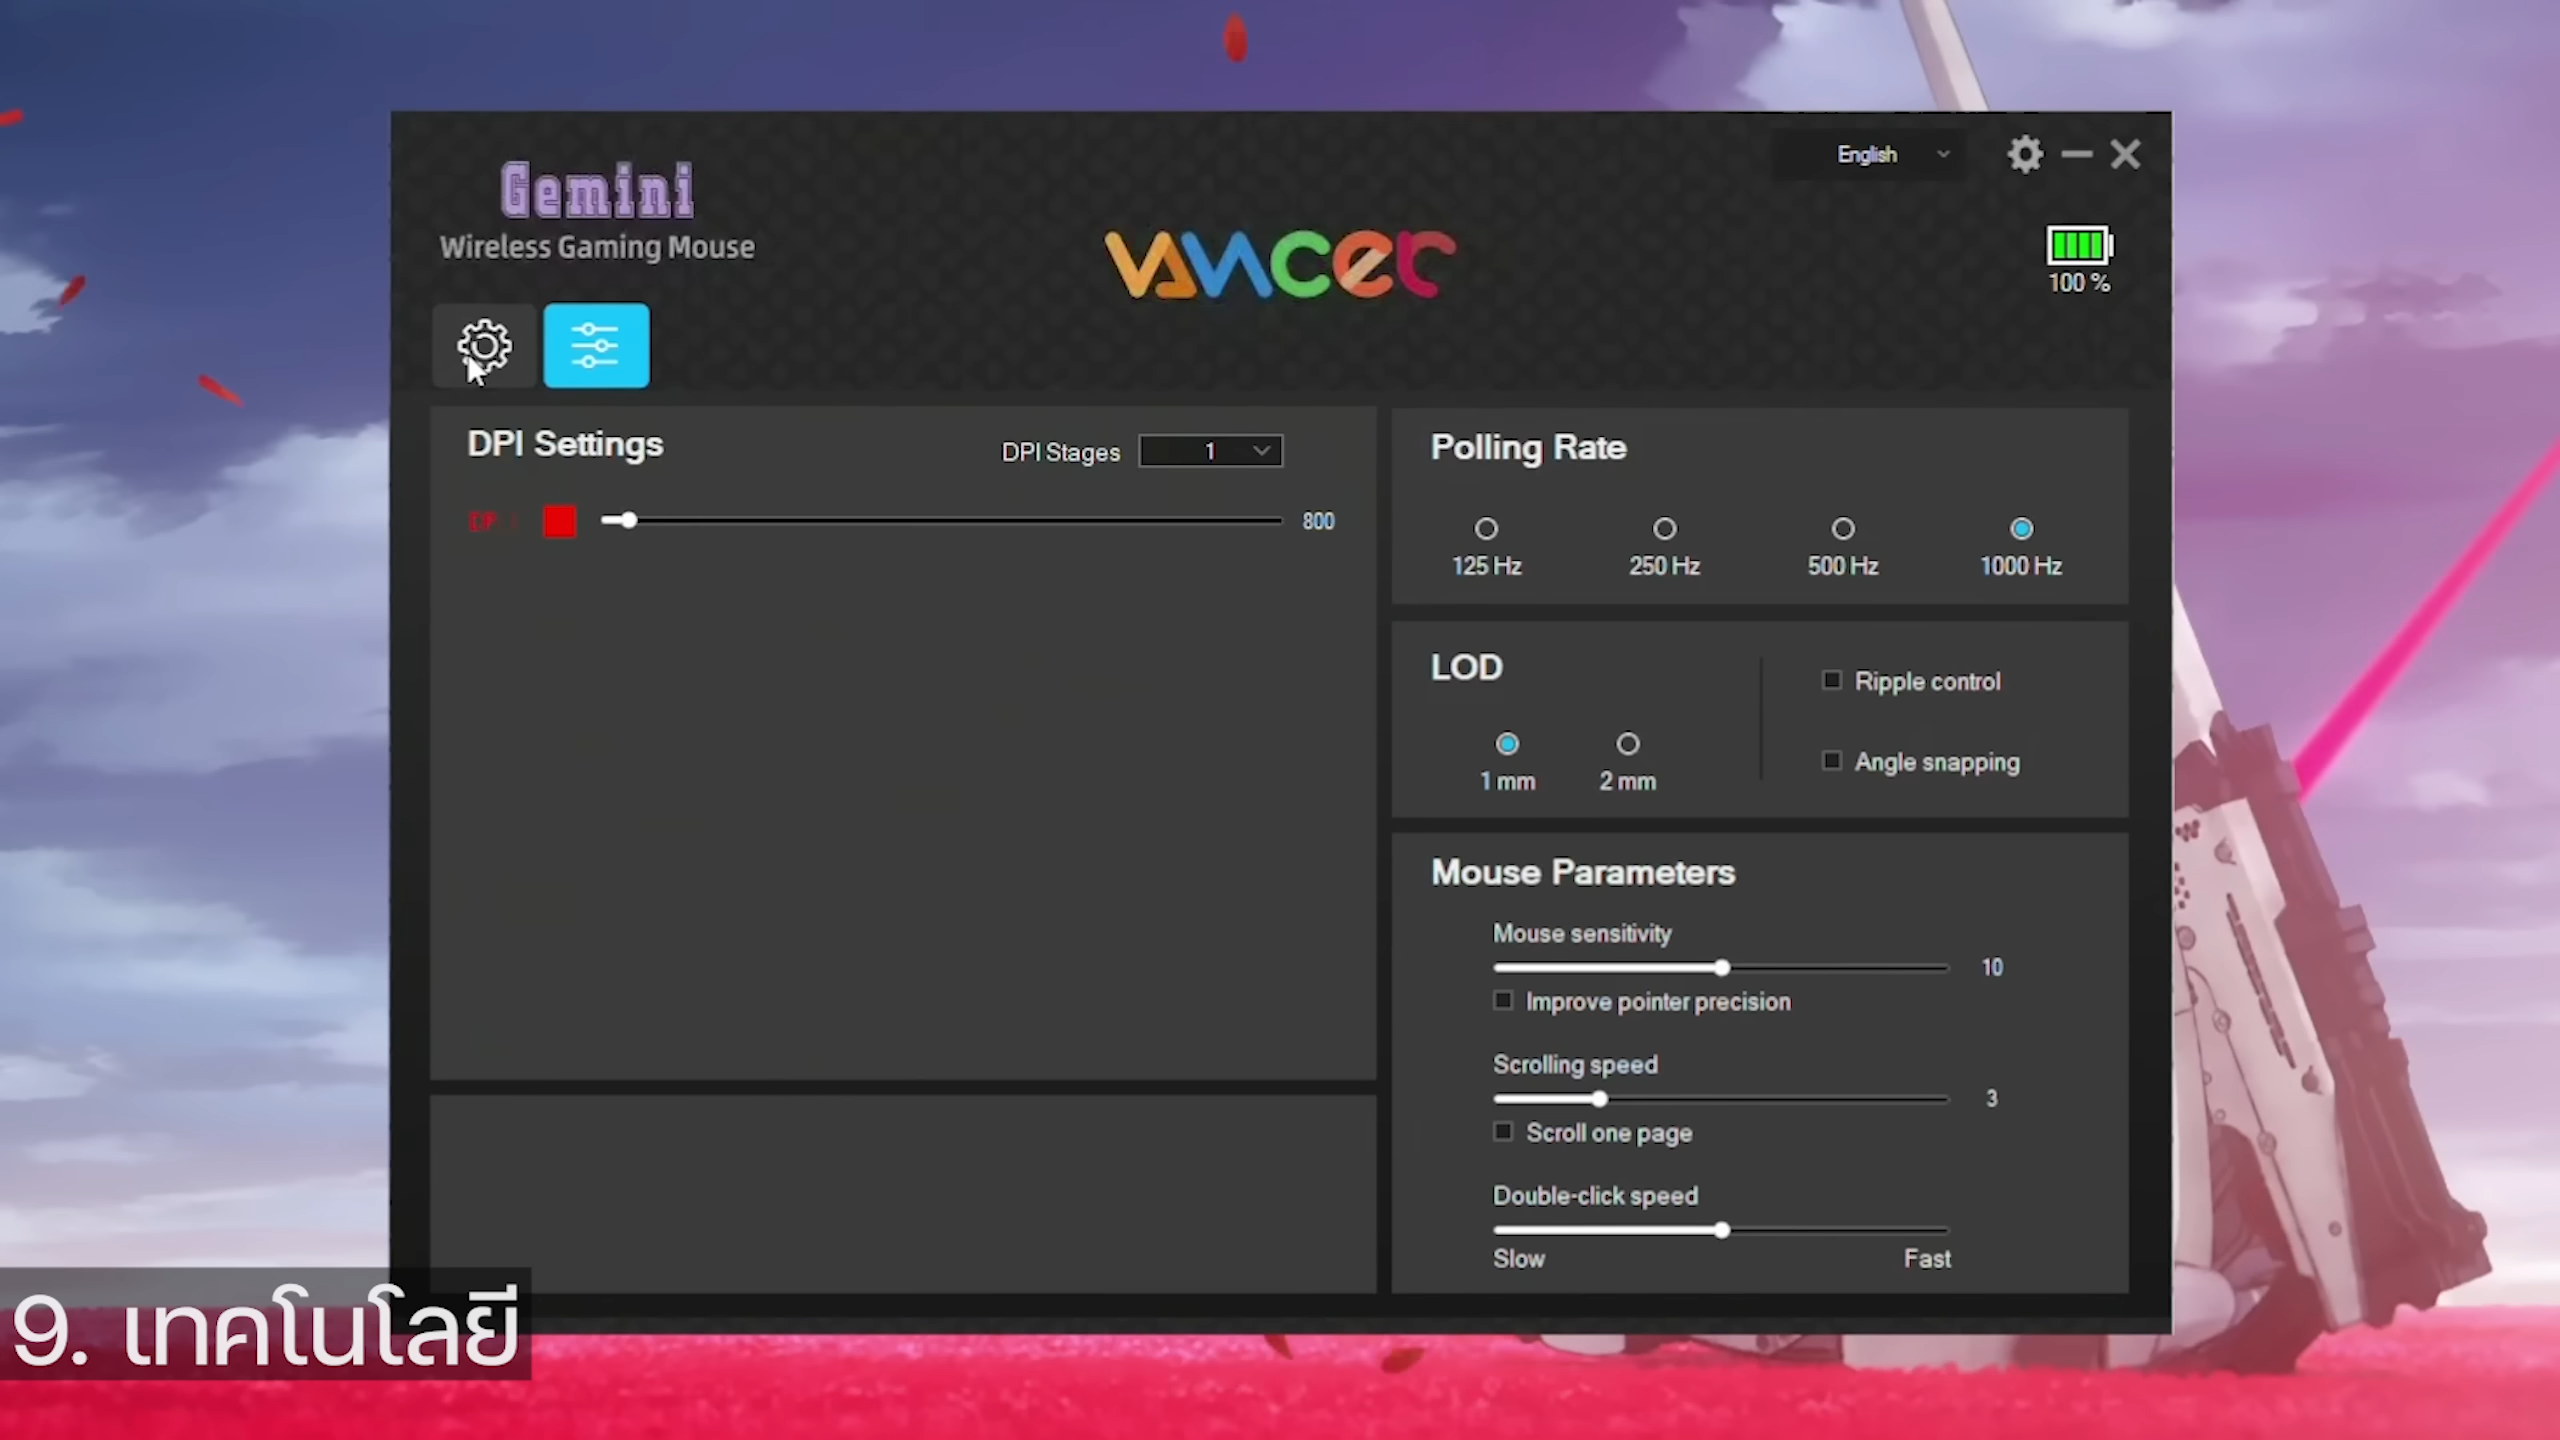 English
Gemini
Wireless Gaming Mouse
vancer
100 %
DPI Settings
DPI Stages 1
800
Polling Rate
125 Hz 250 Hz 500 Hz 1000 Hz
LOD
1 mm 2 mm
Ripple control
Angle snapping
Mouse Parameters
Mouse sensitivity
10
Improve pointer precision
Scrolling speed
3
Scroll one page
Double-click speed
Slow Fast
9. เทคโนโลยี